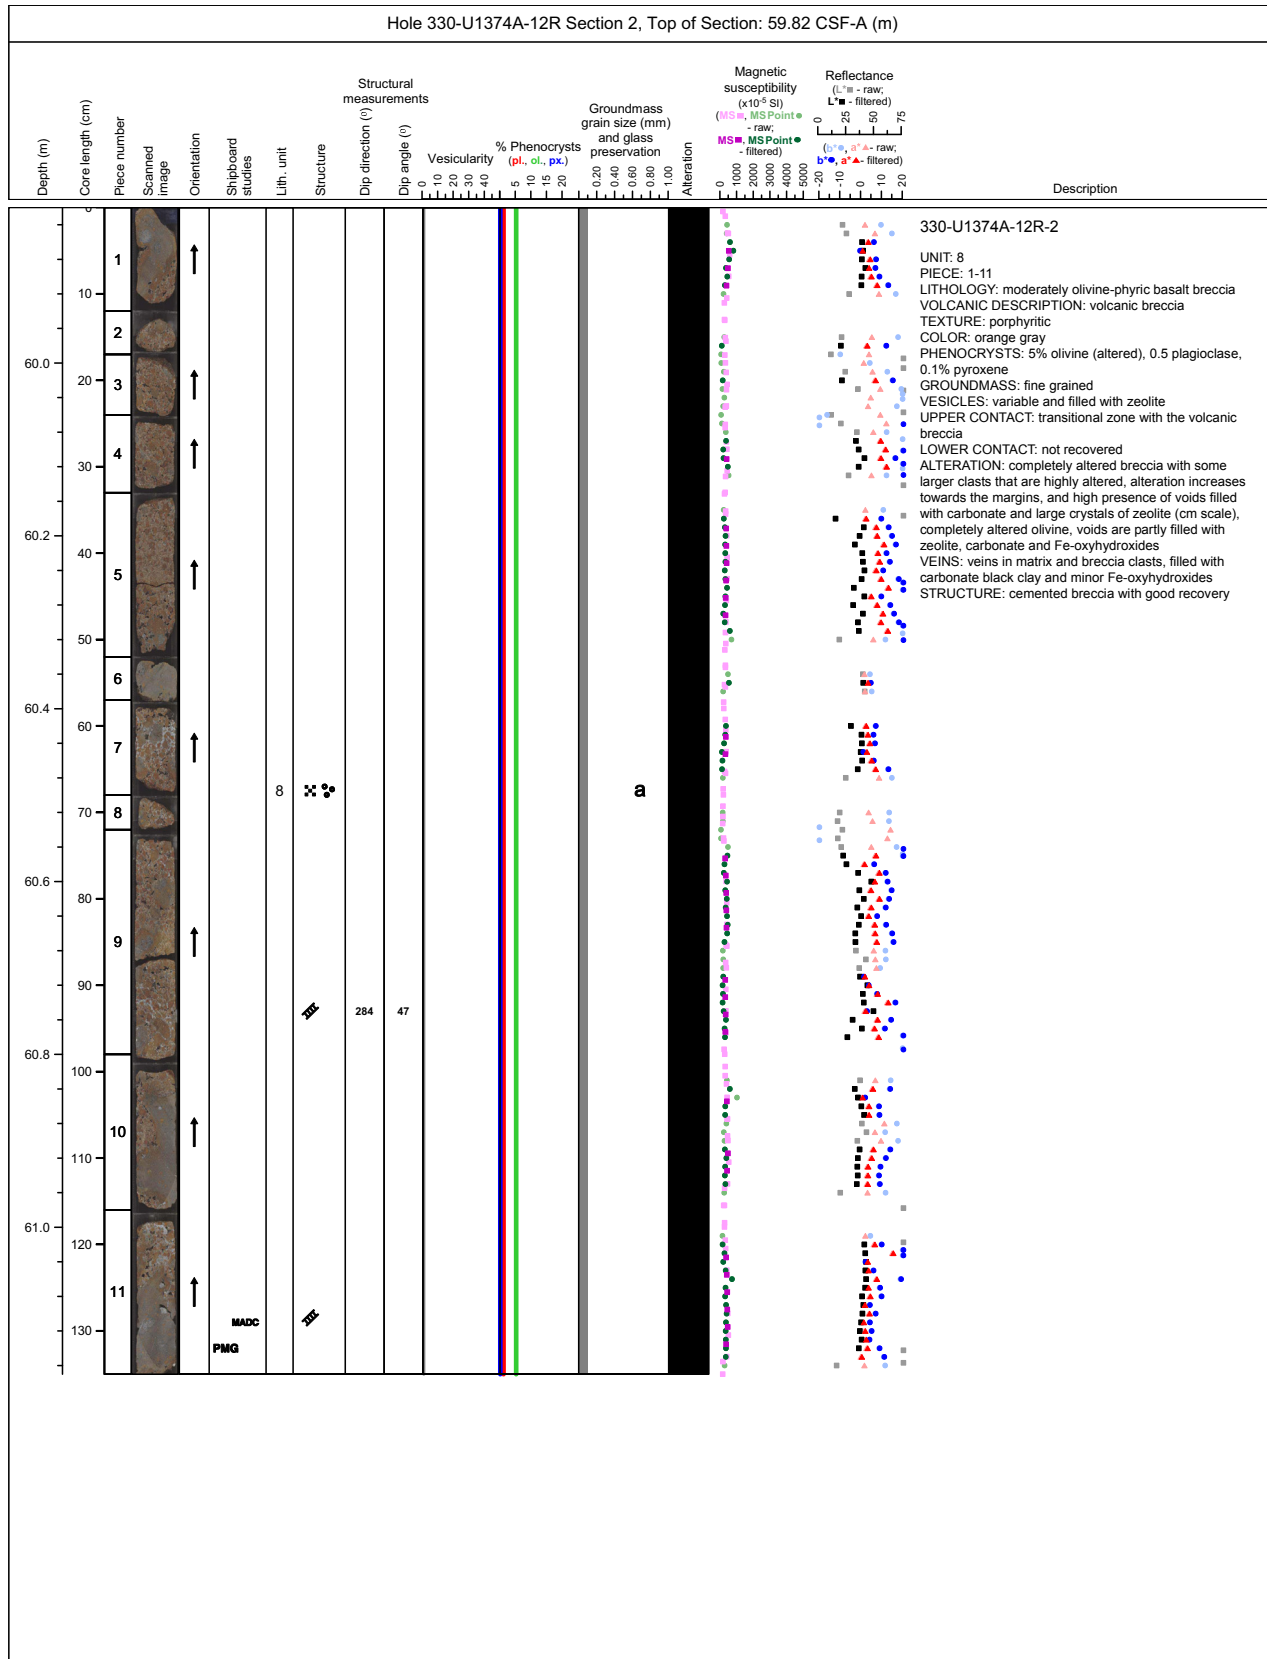 Hole 330-U1374A-12R Section 2, Top of Section: 59.82 CSF-A (m)
Depth (m)
Core length (cm)
Piece number
Scanned
image
Orientation
Shipboard
studies
Lith. unit
Structure
Structural
measurements
Dip direction (º)
Dip angle (º)
Vesicularity
0 10 20 30 40
% Phenocrysts
(pl., ol., px.)
5 10 15 20
Groundmass
grain size (mm)
and glass
preservation
0.20 0.40 0.60 0.80 1.00
Alteration
Magnetic
susceptibility
(x10-5 SI)
(MS■, MSPoint●
- raw;
MS■, MSPoint●
- filtered)
0 1000 2000 3000 4000 5000
Reflectance
(L*■ - raw;
L*■ - filtered)
0 25 50 75
(b*●, a*▲- raw;
b*●, a*▲- filtered)
-20 -10 0 10 20
Description
60.0
60.2
60.4
60.6
60.8
61.0
0
10
20
30
40
50
60
70
80
90
100
110
120
130
1
2
3
4
5
6
7
8
9
10
11
MADC
PMG
8
284 47
a
330-U1374A-12R-2
UNIT: 8
PIECE: 1-11
LITHOLOGY: moderately olivine-phyric basalt breccia
VOLCANIC DESCRIPTION: volcanic breccia
TEXTURE: porphyritic
COLOR: orange gray
PHENOCRYSTS: 5% olivine (altered), 0.5 plagioclase,
0.1% pyroxene
GROUNDMASS: fine grained
VESICLES: variable and filled with zeolite
UPPER CONTACT: transitional zone with the volcanic
breccia
LOWER CONTACT: not recovered
ALTERATION: completely altered breccia with some
larger clasts that are highly altered, alteration increases
towards the margins, and high presence of voids filled
with carbonate and large crystals of zeolite (cm scale),
completely altered olivine, voids are partly filled with
zeolite, carbonate and Fe-oxyhydroxides
VEINS: veins in matrix and breccia clasts, filled with
carbonate black clay and minor Fe-oxyhydroxides
STRUCTURE: cemented breccia with good recovery